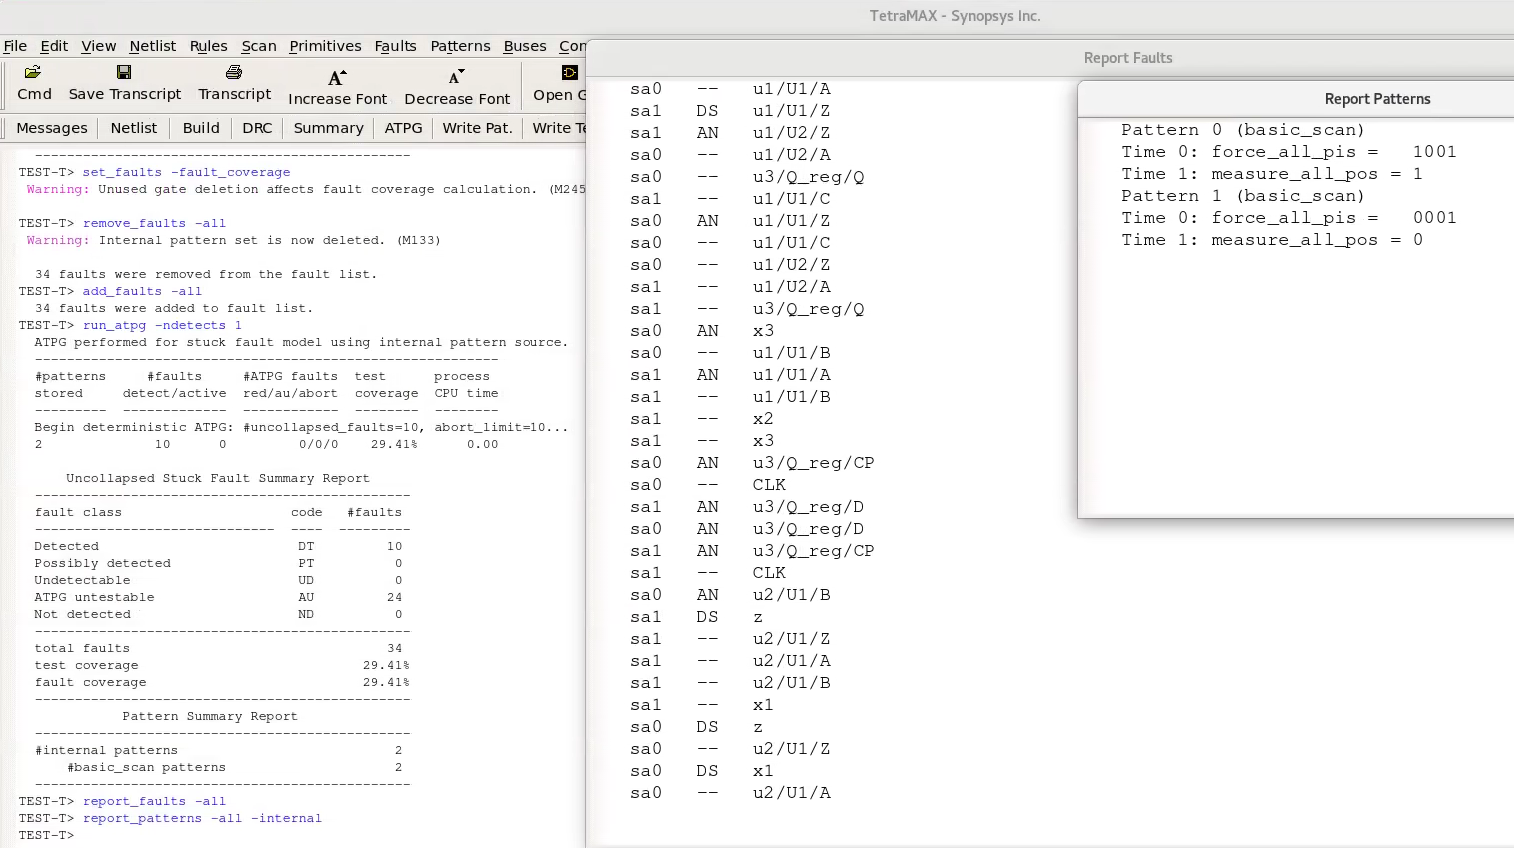 TetraMAX - Synopsys Inc.
File Edit View Netlist Rules Scan Primitives Faults Patterns Buses
Cmd Save Transcript Transcript Increase Font Decrease Font Open
Messages Netlist Build DRC Summary ATPG Write Pat. Write
---------------------------------------------
TEST-T> set_faults -fault_coverage
Warning: Unused gate deletion affects fault coverage calculation. (M245
TEST-T> remove_faults -all
Warning: Internal pattern set is now deleted. (M133)
34 faults were removed from the fault list.
TEST-T> add_faults -all
34 faults were added to fault list.
TEST-T> run_atpg -ndetects 1
ATPG performed for stuck fault model using internal pattern source.
----------------------------------------------------------
#patterns #faults #ATPG faults test process
stored detect/active red/au/abort coverage CPU time
--------- ------------- ------------ -------- --------
Begin deterministic ATPG: #uncollapsed_faults=10, abort_limit=10...
2 10 0 0/0/0 29.41% 0.00
Uncollapsed Stuck Fault Summary Report
-----------------------------------------------
fault class code #faults
------------------------------ ---- ---------
Detected DT 10
Possibly detected PT 0
Undetectable UD 0
ATPG untestable AU 24
Not detected ND 0
-----------------------------------------------
total faults 34
test coverage 29.41%
fault coverage 29.41%
-----------------------------------------------
Pattern Summary Report
-----------------------------------------------
#internal patterns 2
#basic_scan patterns 2
-----------------------------------------------
TEST-T> report_faults -all
TEST-T> report_patterns -all -internal
TEST-T>
Report Faults
sa0 -- u1/U1/A
sa1 DS u1/U1/Z
sa1 AN u1/U2/Z
sa0 -- u1/U2/A
sa0 -- u3/Q_reg/Q
sa1 -- u1/U1/C
sa0 AN u1/U1/Z
sa0 -- u1/U1/C
sa0 -- u1/U2/Z
sa1 -- u1/U2/A
sa1 -- u3/Q_reg/Q
sa0 AN x3
sa0 -- u1/U1/B
sa1 AN u1/U1/A
sa1 -- u1/U1/B
sa1 -- x2
sa1 -- x3
sa0 AN u3/Q_reg/CP
sa0 -- CLK
sa1 AN u3/Q_reg/D
sa0 AN u3/Q_reg/D
sa1 AN u3/Q_reg/CP
sa1 -- CLK
sa0 AN u2/U1/B
sa1 DS z
sa1 -- u2/U1/Z
sa1 -- u2/U1/A
sa1 -- u2/U1/B
sa1 -- x1
sa0 DS z
sa0 -- u2/U1/Z
sa0 DS x1
sa0 -- u2/U1/A
Report Patterns
Pattern 0 (basic_scan)
Time 0: force_all_pis = 1001
Time 1: measure_all_pos = 1
Pattern 1 (basic_scan)
Time 0: force_all_pis = 0001
Time 1: measure_all_pos = 0